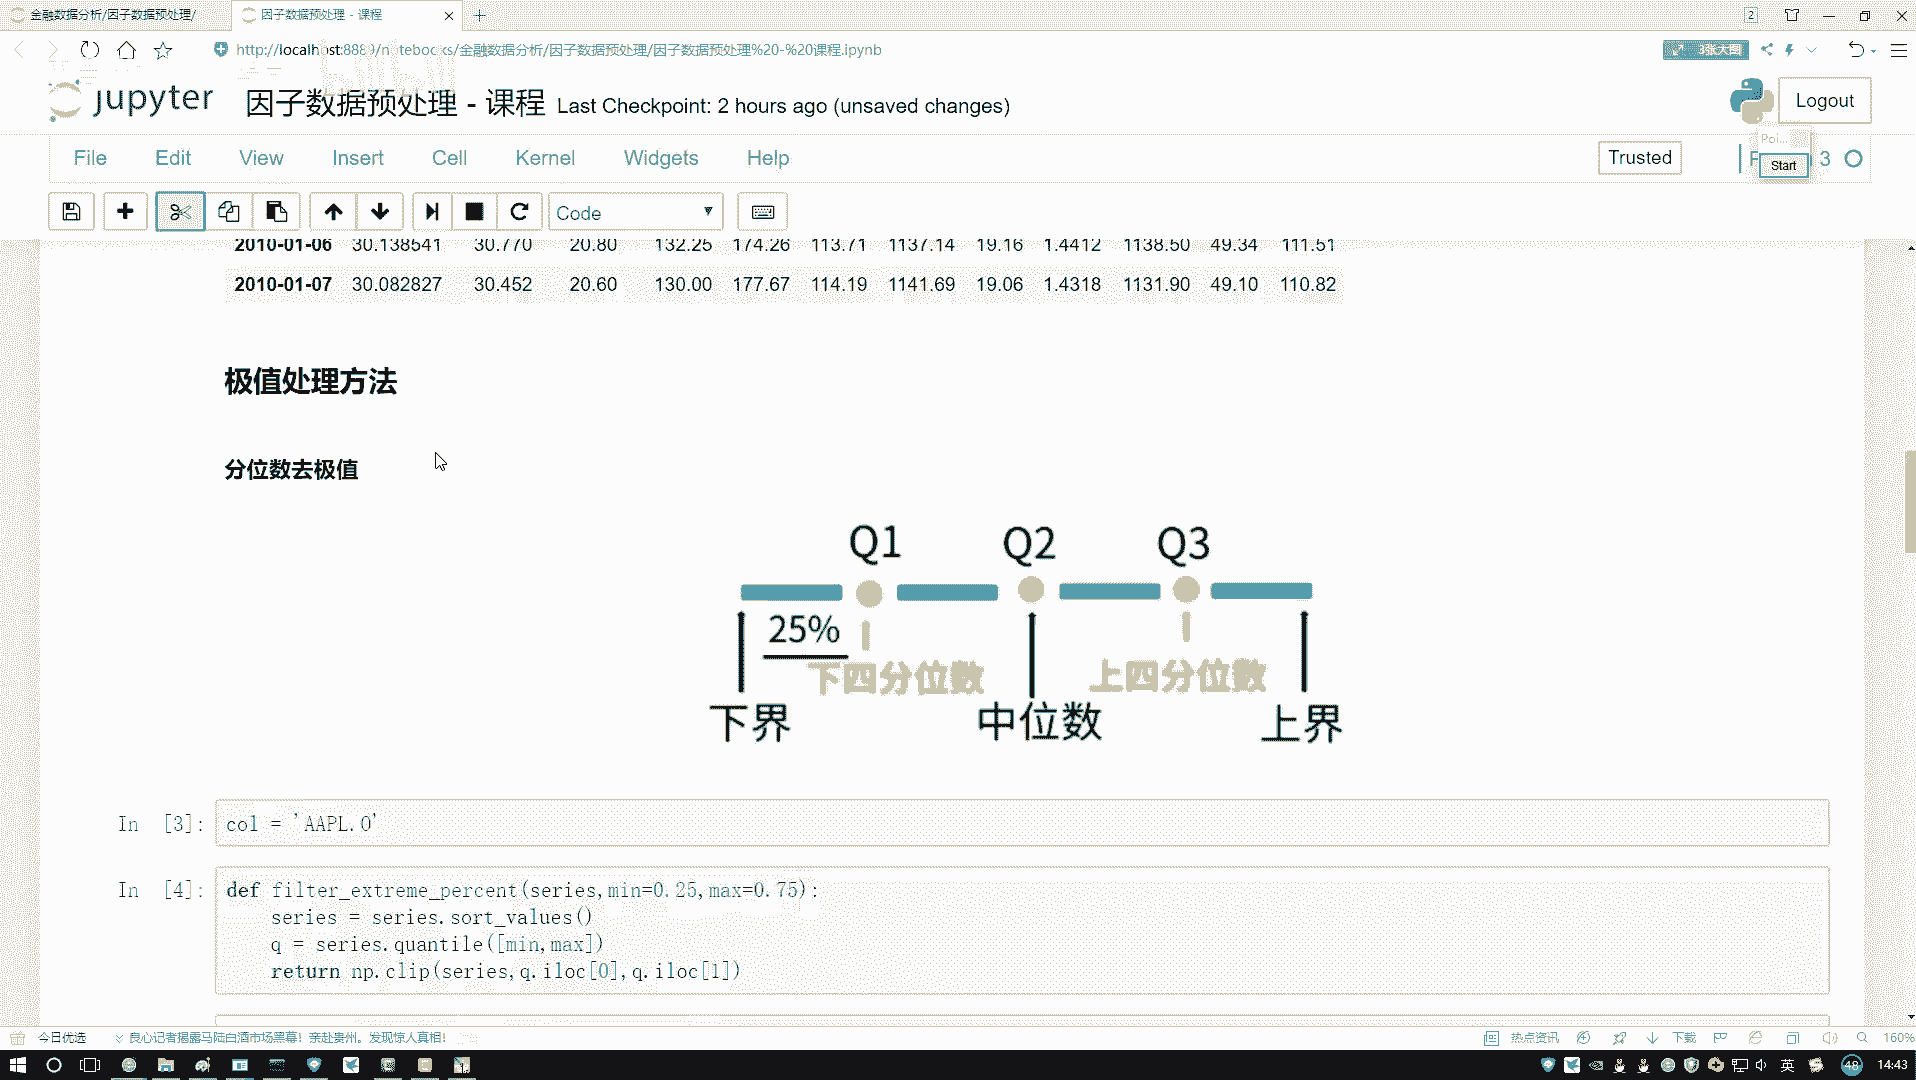 金融数据分析/因子数据预处理/
因子数据预处理 - 课程
2
http://localhost:8889/notebooks/金融数据分析/因子数据预处理/因子数据预处理%20-%20课程.ipynb
jupyter
因子数据预处理 - 课程 Last Checkpoint: 2 hours ago (unsaved changes)
Logout
File Edit View Insert Cell Kernel Widgets Help
Trusted
3
Start
Code
2010-01-06 30.138541 30.770 20.80 132.25 174.26 113.71 1137.14 19.16 1.4412 1138.50 49.34 111.51
2010-01-07 30.082827 30.452 20.60 130.00 177.67 114.19 1141.69 19.06 1.4318 1131.90 49.10 110.82
极值处理方法
分位数去极值
Q1 Q2 Q3
25%
下四分位数 上四分位数
下界 中位数 上界
In [3]: col = 'AAPL.O'
In [4]: def filter_extreme_percent(series,min=0.25,max=0.75):
series = series.sort_values()
q = series.quantile([min,max])
return np.clip(series,q.iloc[0],q.iloc[1])
今日优选
良心记者揭露马陆白酒市场黑幕！亲赴贵州。发现惊人真相！
热点资讯
下载
160%
英
48
14:43